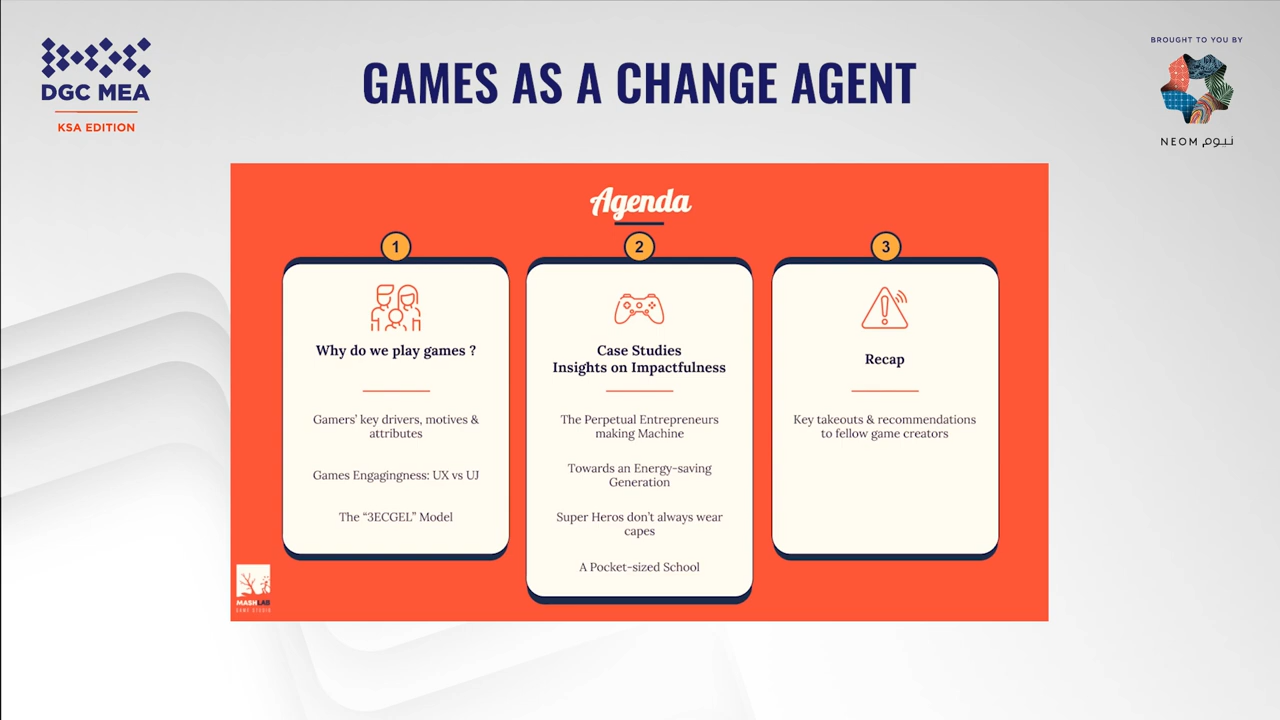 DGC MEA
KSA EDITION
GAMES AS A CHANGE AGENT
BROUGHT TO YOU BY
NEOM نيوم
Agenda
1
Why do we play games ?
Gamers' key drivers, motives &
attributes
Games Engagingness: UX vs UJ
The “3ECGEL” Model
2
Case Studies
Insights on Impactfulness
The Perpetual Entrepreneurs
making Machine
Towards an Energy-saving
Generation
Super Heros don't always wear
capes
A Pocket-sized School
3
Recap
Key takeouts & recommendations
to fellow game creators
MASHLAB
GAME STUDIO